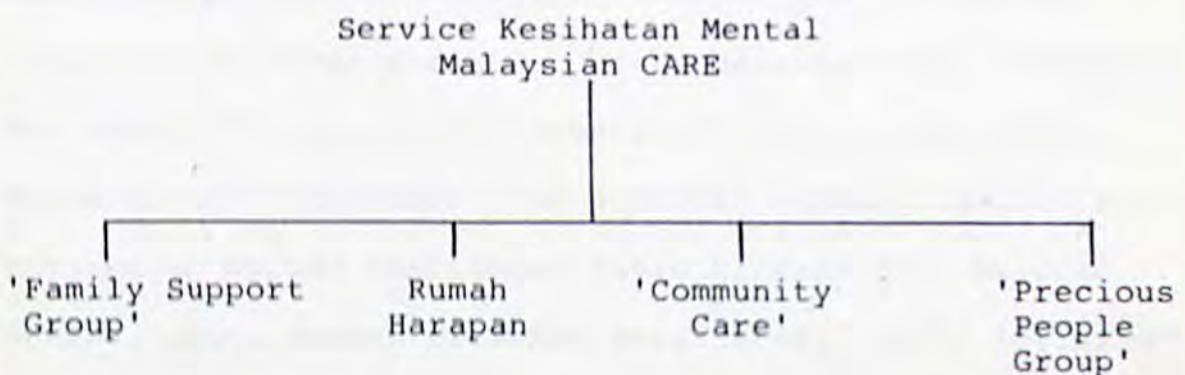 Service Kesihatan Mental
Malaysian CARE
'Family Support
Group'
Rumah
Harapan
'Community
Care'
'Precious
People
Group'